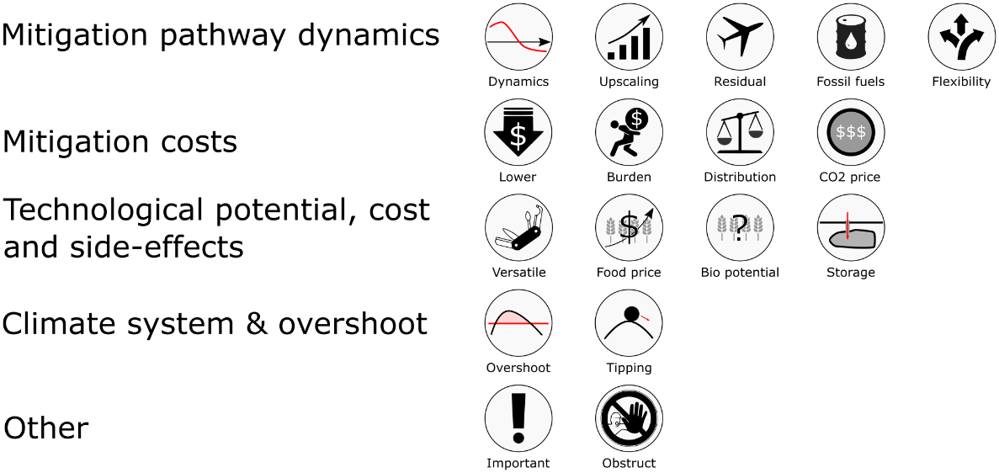 Mitigation pathway dynamics
Dynamics Upscaling Residual Fossil fuels Flexibility
Mitigation costs
$ $ $$$
Lower Burden Distribution CO2 price
Technological potential, cost
and side-effects
$ ?
Versatile Food price Bio potential Storage
Climate system & overshoot
Overshoot Tipping
Other
!
Important Obstruct